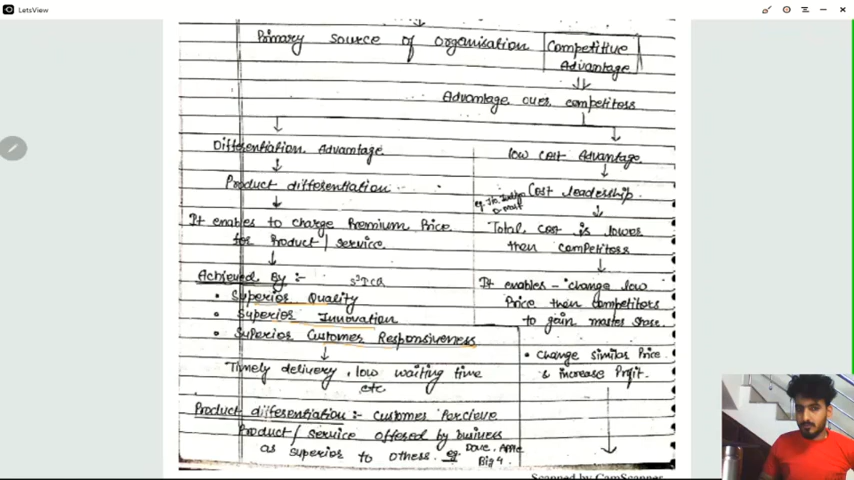 LetsView
Primary source of organisation Competitive
Advantage
Advantage over competitors
Differentiation Advantage
low cost Advantage
Product differentiation
Cost leadership
eg.
It enables to charge Premium Price
for Product / service
Total cost is lower
then competitors
Achieved By :-
• Superior Quality
• Superior Innovation
• Superior Customer Responsiveness
It enables - change low
Price then competitors
to gain market share.
• Change similar Price
& increase Profit.
Timely delivery, low waiting time
etc.
Product differentiation :- Customer Percieve
Product / service offered by business
as superior to others. eg. Dove, Apple
Big 4.
Scanned by CamScanner